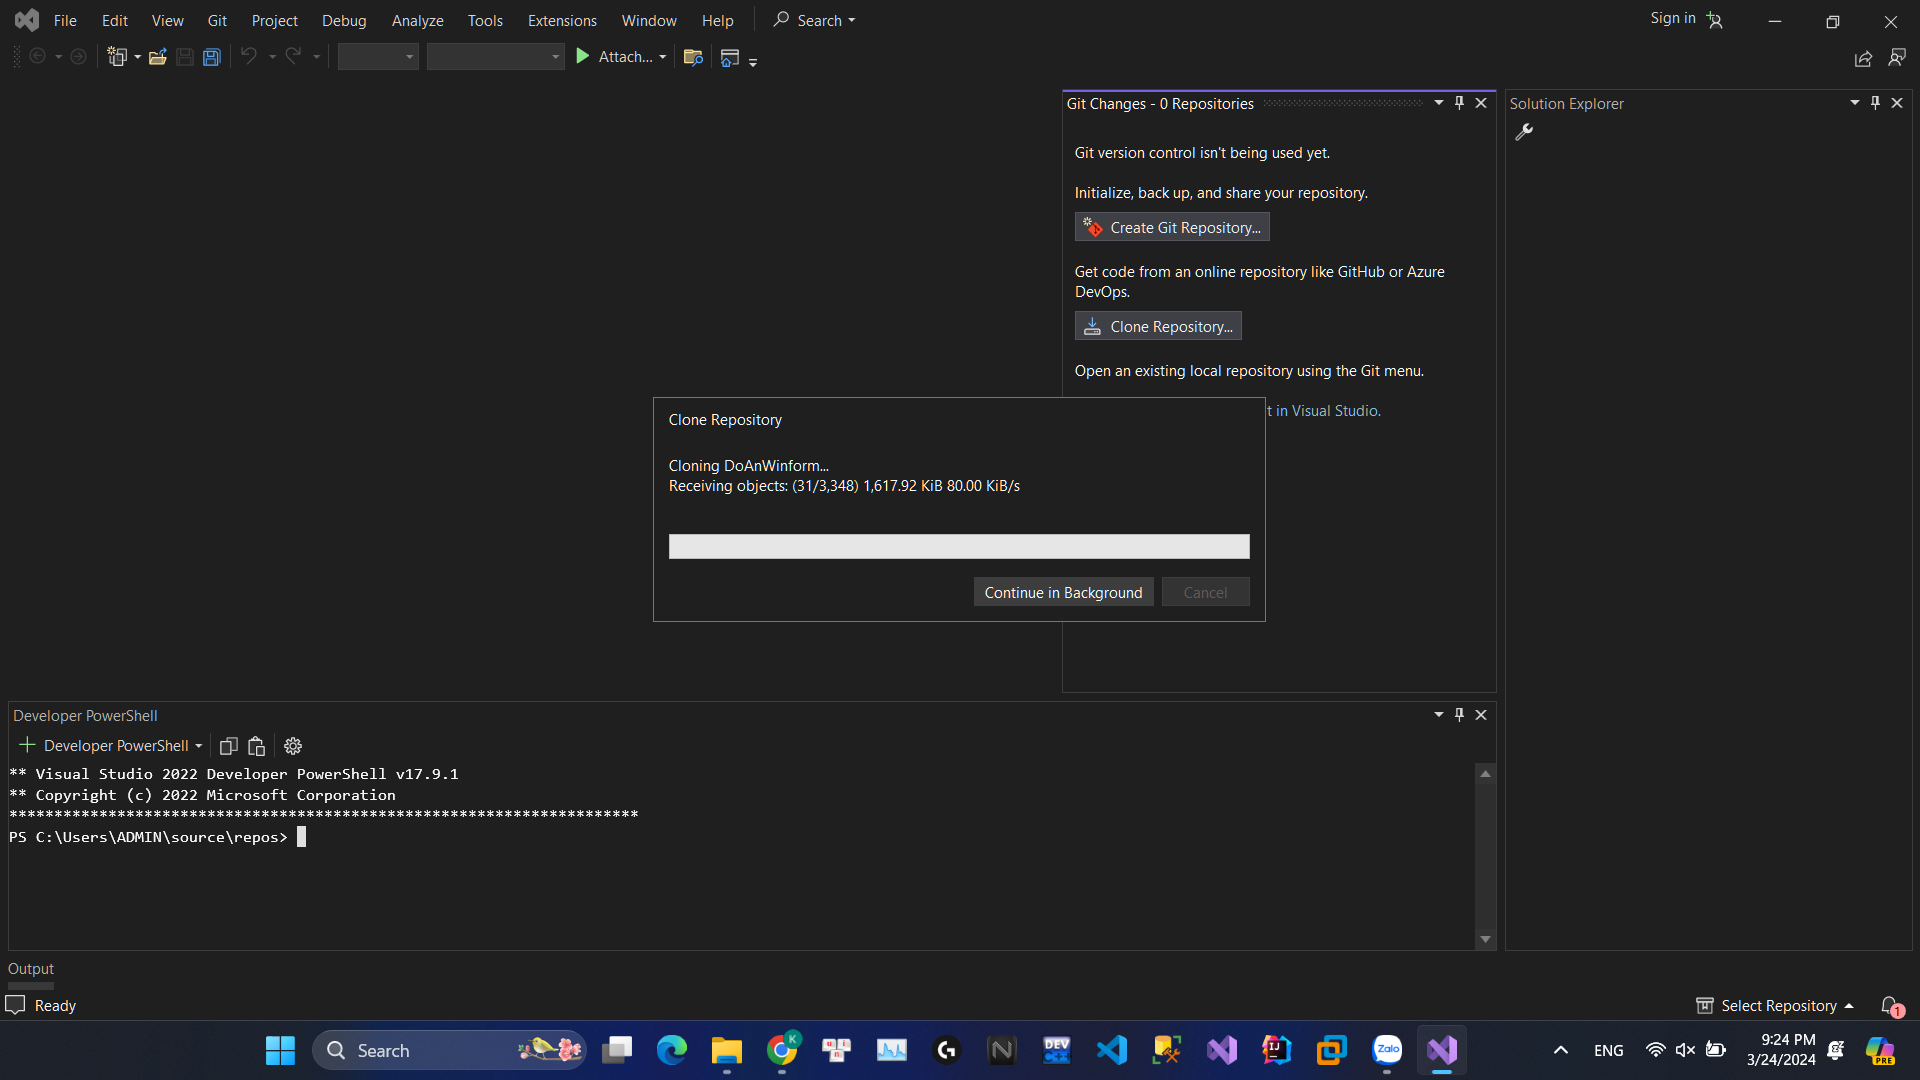 File Edit View Git Project Debug Analyze Tools Extensions Window Help Search Sign in
Attach...
Git Changes - 0 Repositories
Git version control isn't being used yet.
Initialize, back up, and share your repository.
Create Git Repository...
Get code from an online repository like GitHub or Azure
DevOps.
Clone Repository...
Open an existing local repository using the Git menu.
t in Visual Studio.
Solution Explorer
Clone Repository
Cloning DoAnWinform...
Receiving objects: (31/3,348) 1,617.92 KiB 80.00 KiB/s
Continue in Background Cancel
Developer PowerShell
Developer PowerShell
** Visual Studio 2022 Developer PowerShell v17.9.1
** Copyright (c) 2022 Microsoft Corporation
**********************************************************************
PS C:\Users\ADMIN\source\repos>
Output
Ready
Select Repository 1
Search
K
DEV
Zalo
ENG
9:24 PM
3/24/2024
PRE